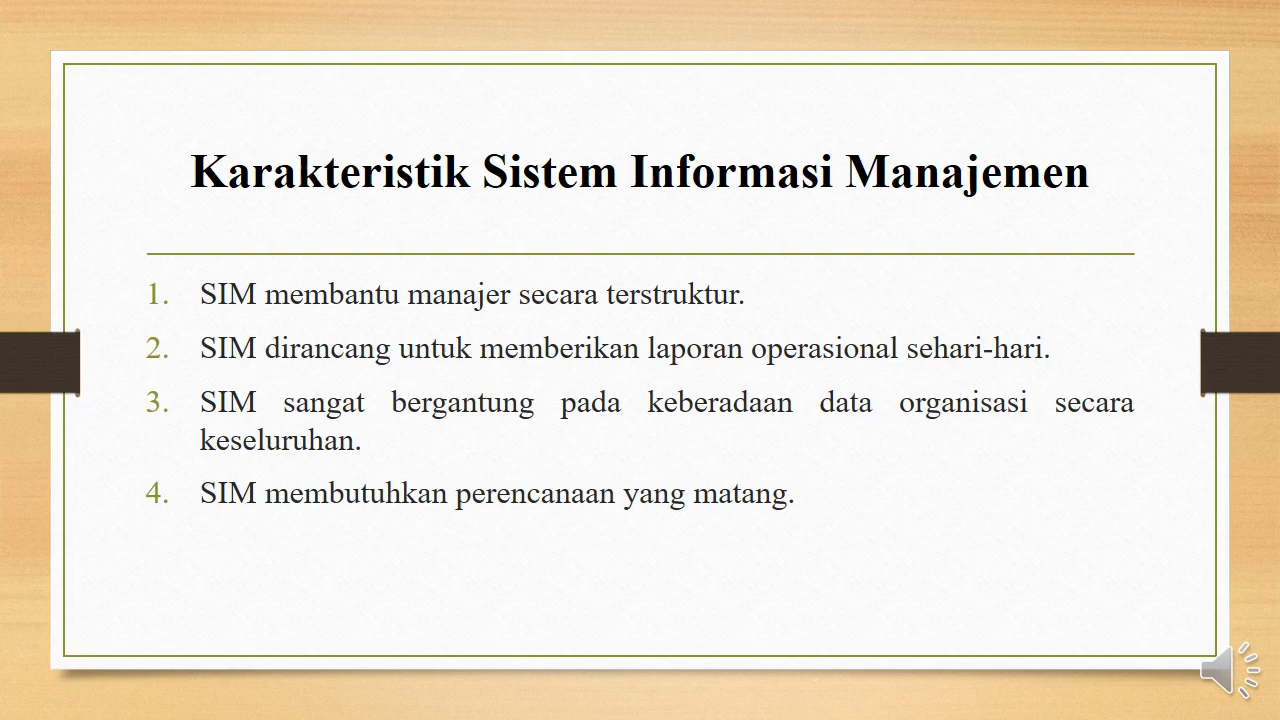 Karakteristik Sistem Informasi Manajemen
1. SIM membantu manajer secara terstruktur.
2. SIM dirancang untuk memberikan laporan operasional sehari-hari.
3. SIM sangat bergantung pada keberadaan data organisasi secara
keseluruhan.
4. SIM membutuhkan perencanaan yang matang.